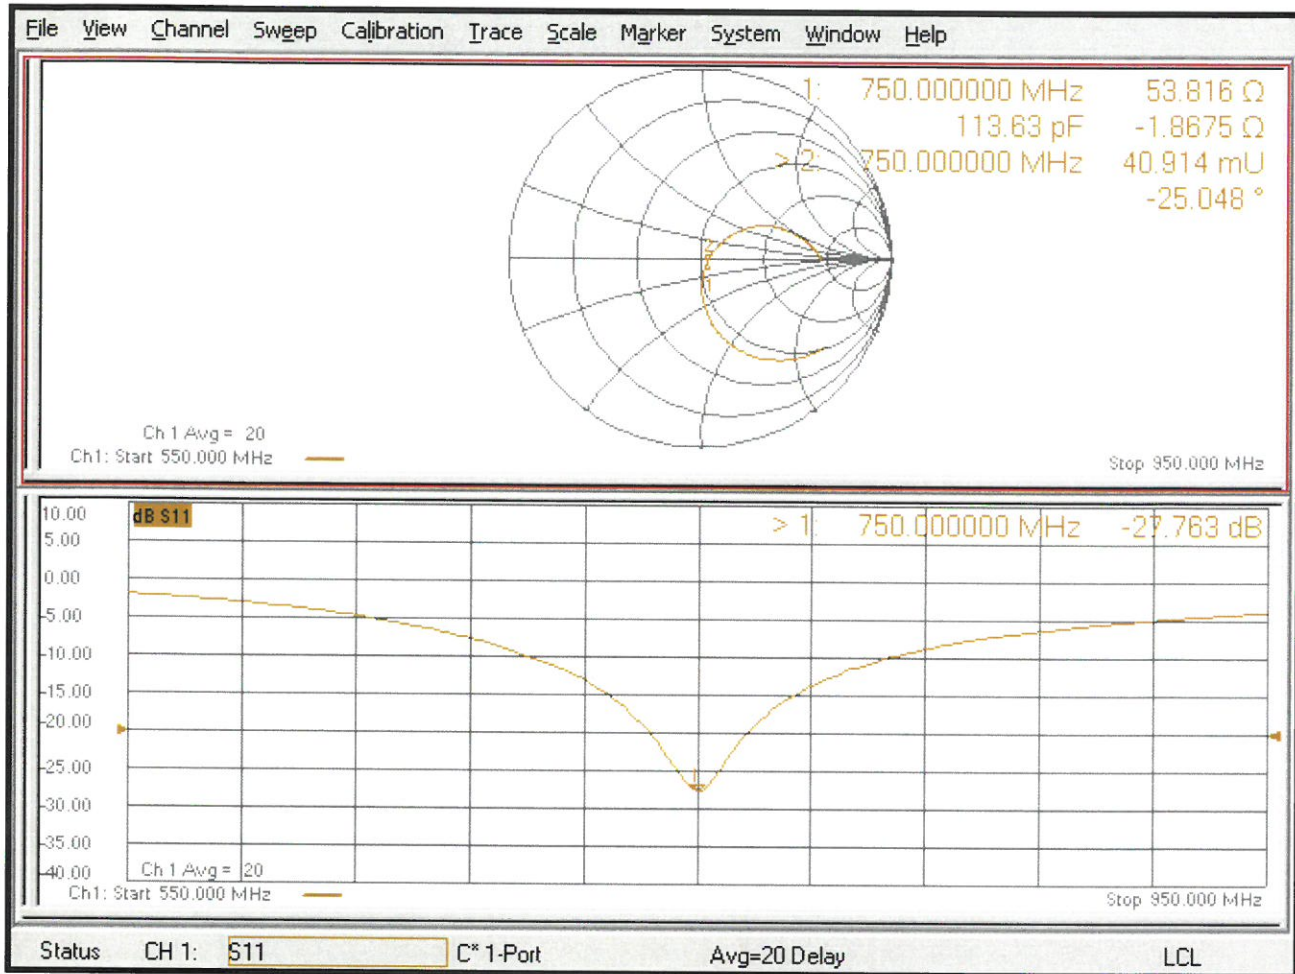 File View Channel Sweep Calibration Trace Scale Marker System Window Help
1: 750.000000 MHz 53.816 Ω
113.63 pF -1.8675 Ω
> 2: 750.000000 MHz 40.914 mU
-25.048 °
Ch 1 Avg = 20
Ch1: Start 550.000 MHz
Stop 950.000 MHz
10.00
dB S11
> 1: 750.000000 MHz -27.763 dB
5.00
0.00
-5.00
-10.00
-15.00
-20.00
-25.00
-30.00
-35.00
-40.00
Ch 1 Avg = 20
Ch1: Start 550.000 MHz
Stop 950.000 MHz
Status CH 1: S11 C* 1-Port Avg=20 Delay LCL